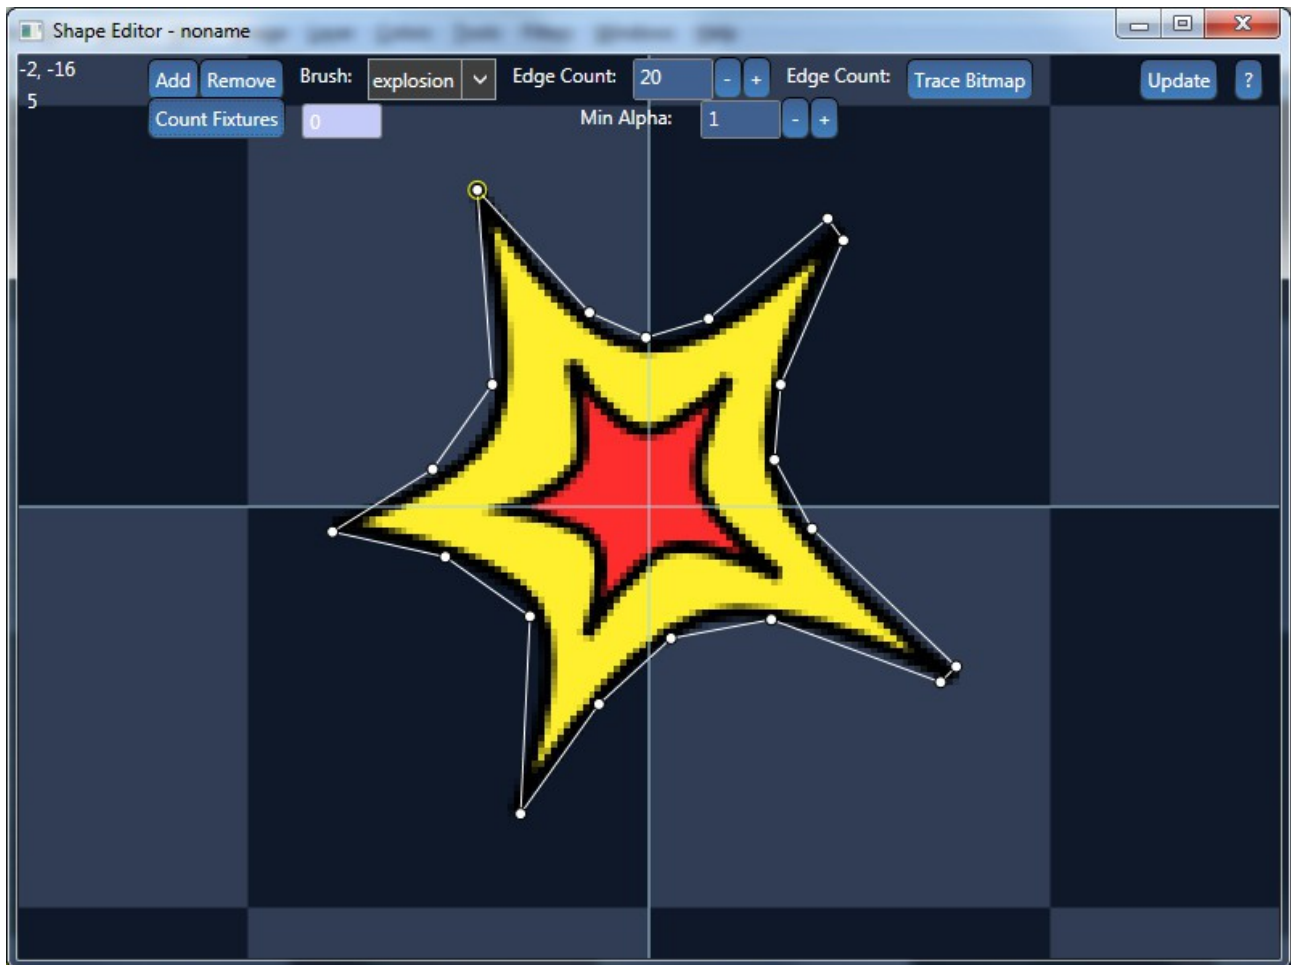 Shape Editor - noname
-2, -16
Add Remove Brush: explosion Edge Count: 20 - + Edge Count: Trace Bitmap Update ?
5
Count Fixtures 0 Min Alpha: 1 - +